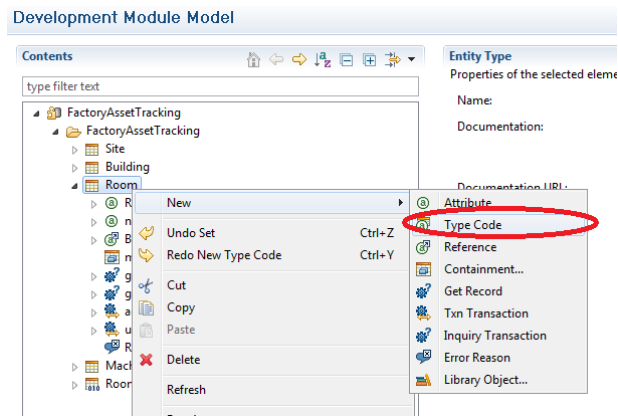 Development Module Model
Contents
type filter text
FactoryAssetTracking
FactoryAssetTracking
Site
Building
Room
R
n
B
m
g
g
a
u
R
Mach
Room
New
Undo Set Ctrl+Z
Redo New Type Code Ctrl+Y
Cut
Copy
Paste
Delete
Refresh
Attribute
Type Code
Reference
Containment...
Get Record
Txn Transaction
Inquiry Transaction
Error Reason
Library Object...
Entity Type
Properties of the selected eleme
Name:
Documentation:
Documentation URL: